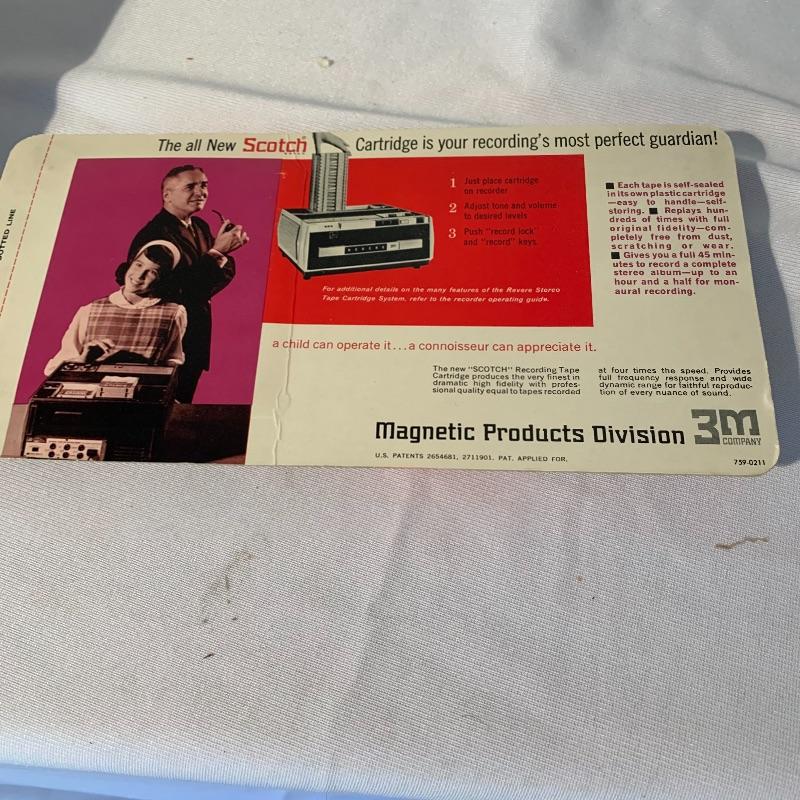 DOTTED LINE
The all New Scotch® Cartridge is your recording's most perfect guardian!
BRAND
1 Just place cartridge
on recorder
2 Adjust tone and volume
to desired levels
3 Push "record lock"
and "record" keys.
REVERE
For additional details on the many features of the Revere Stereo
Tape Cartridge System, refer to the recorder operating guide.
■ Each tape is self-sealed
in its own plastic cartridge
—easy to handle—self-
storing. ■ Replays hun-
dreds of times with full
original fidelity—com-
pletely free from dust,
scratching or wear.
■ Gives you a full 45 min-
utes to record a complete
stereo album—up to an
hour and a half for mon-
aural recording.
a child can operate it...a connoisseur can appreciate it.
The new "SCOTCH" Recording Tape
Cartridge produces the very finest in
dramatic high fidelity with profes-
sional quality equal to tapes recorded
at four times the speed. Provides
full frequency response and wide
dynamic range for faithful reproduc-
tion of every nuance of sound.
Magnetic Products Division 3M
COMPANY
U.S. PATENTS 2654681, 2711901. PAT. APPLIED FOR.
759-0211